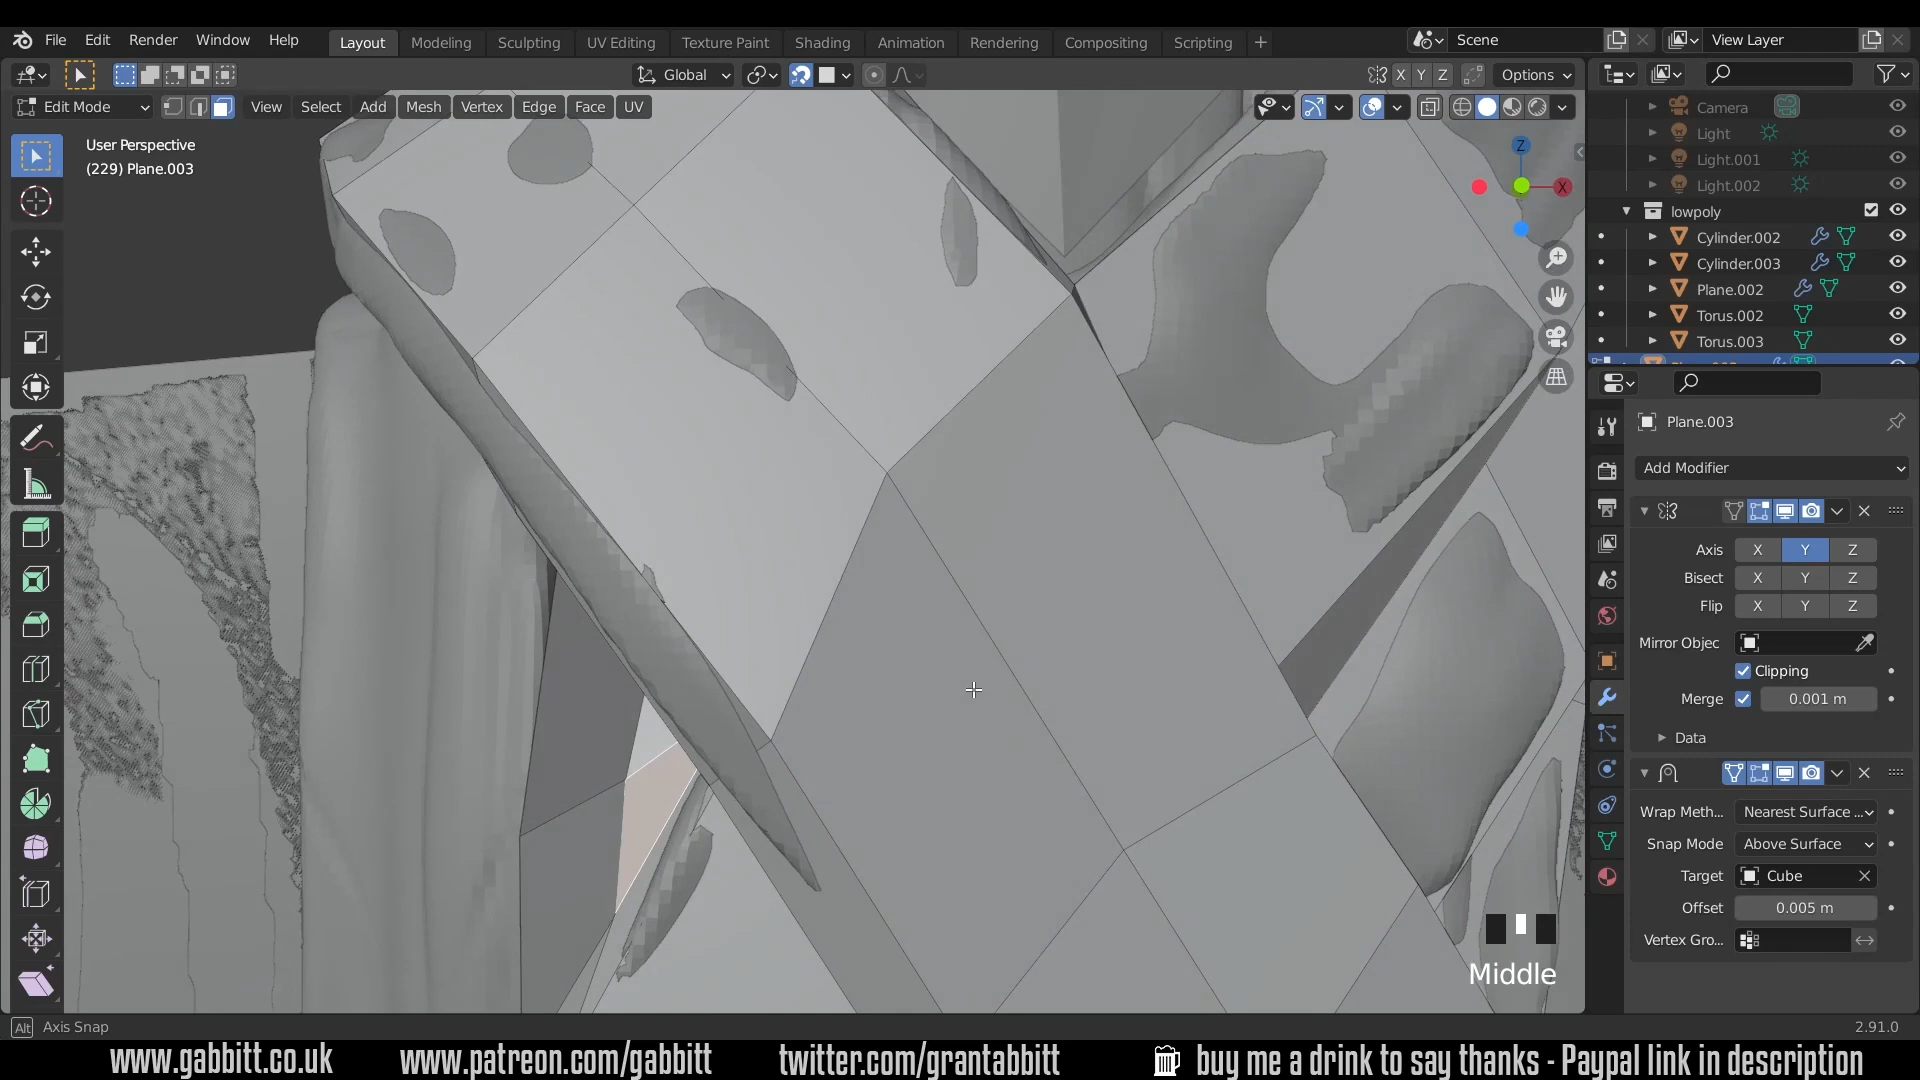 File Edit Render Window Help Layout Modeling Sculpting UV Editing Texture Paint Shading Animation Rendering Compositing Scripting Scene View Layer
Global X Y Z Options
Edit Mode View Select Add Mesh Vertex Edge Face UV
User Perspective
(229) Plane.003
Z
X
Camera
Light
Light.001
Light.002
lowpoly
Cylinder.002
Cylinder.003
Plane.002
Torus.002
Torus.003
Plane.003
Add Modifier
Axis X Y Z
Bisect X Y Z
Flip X Y Z
Mirror Objec
Clipping
Merge 0.001 m
Data
Wrap Meth... Nearest Surface ...
Snap Mode Above Surface
Target Cube
Offset 0.005 m
Vertex Gro...
Middle
Alt Axis Snap 2.91.0
www.gabbitt.co.uk www.patreon.com/gabbitt twitter.com/grantabbitt buy me a drink to say thanks - Paypal link in description